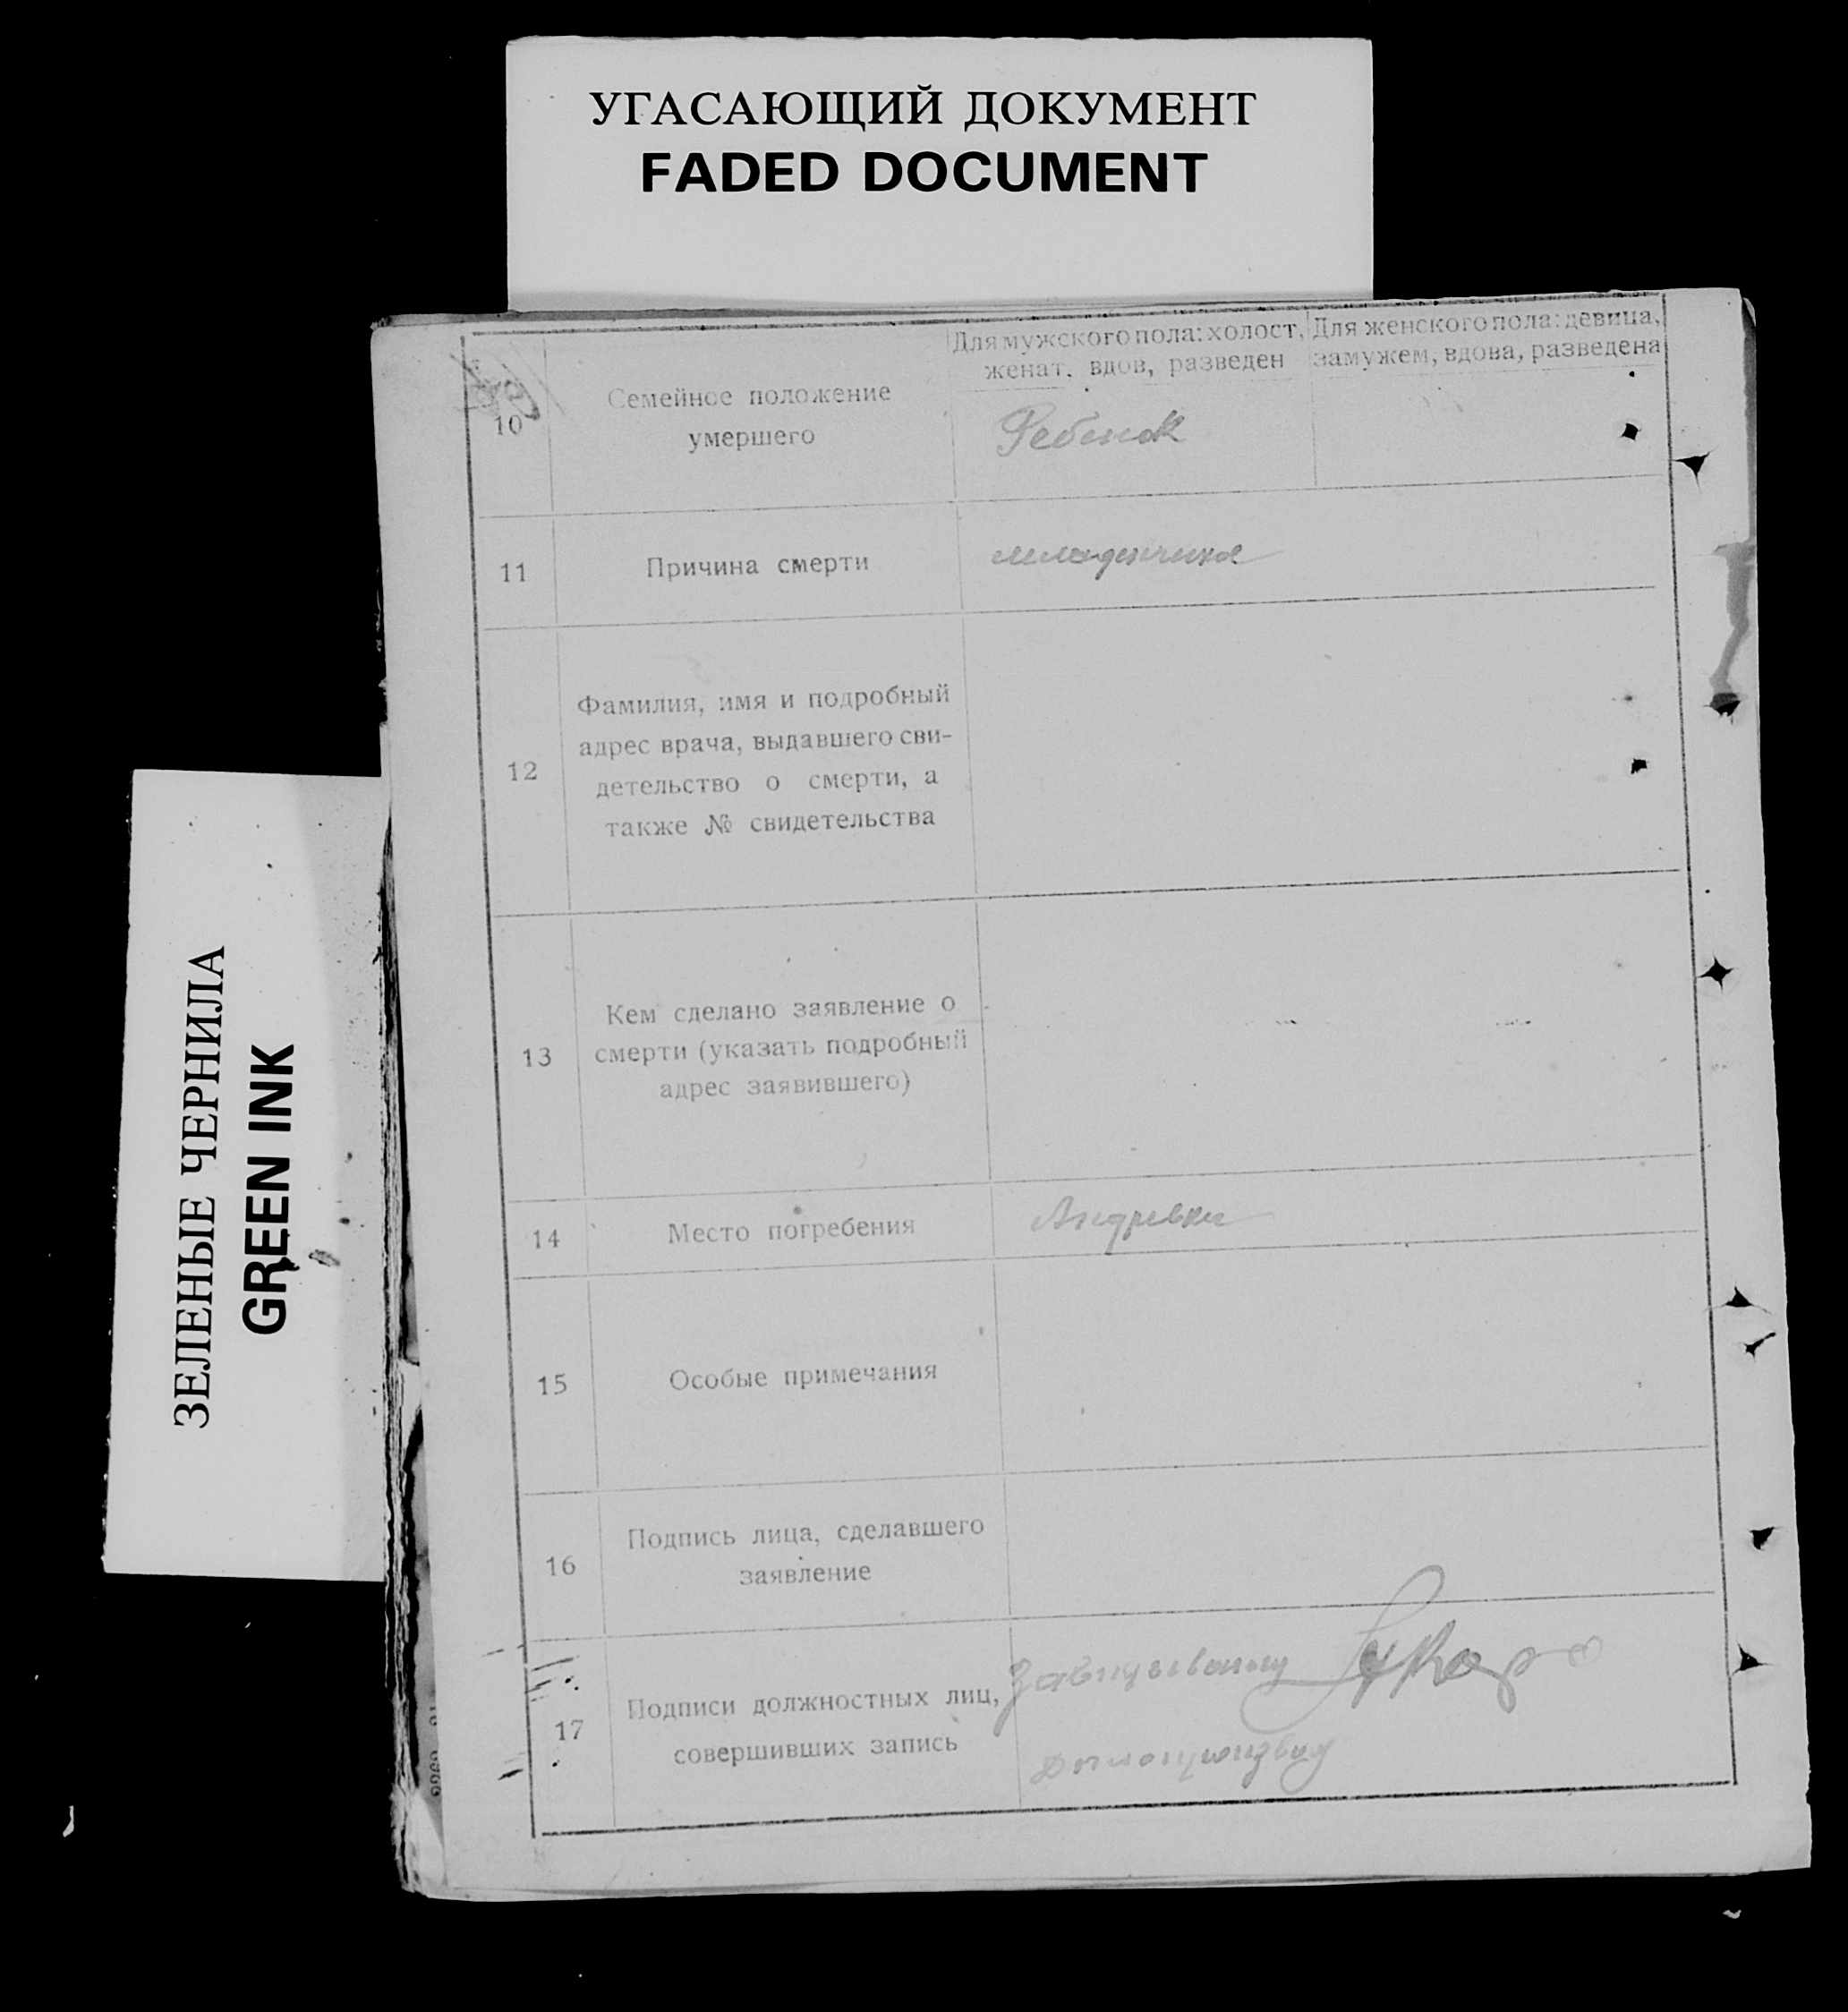 УГАСАЮЩИЙ ДОКУМЕНТ
FADED DOCUMENT
ЗЕЛЕНЫЕ ЧЕРНИЛА
GREEN INK
10
Семейное положение
умершего
Для мужского пола: холост,
женат, вдов, разведен
Для женского пола: девица,
замужем, вдова, разведена
Ребенок
11
Причина смерти
12
Фамилия, имя и подробный
адрес врача, выдавшего сви-
детельство о смерти, а
также № свидетельства
13
Кем сделано заявление о
смерти (указать подробный
адрес заявившего)
14
Место погребения
15
Особые примечания
16
Подпись лица, сделавшего
заявление
17
Подписи должностных лиц,
совершивших запись